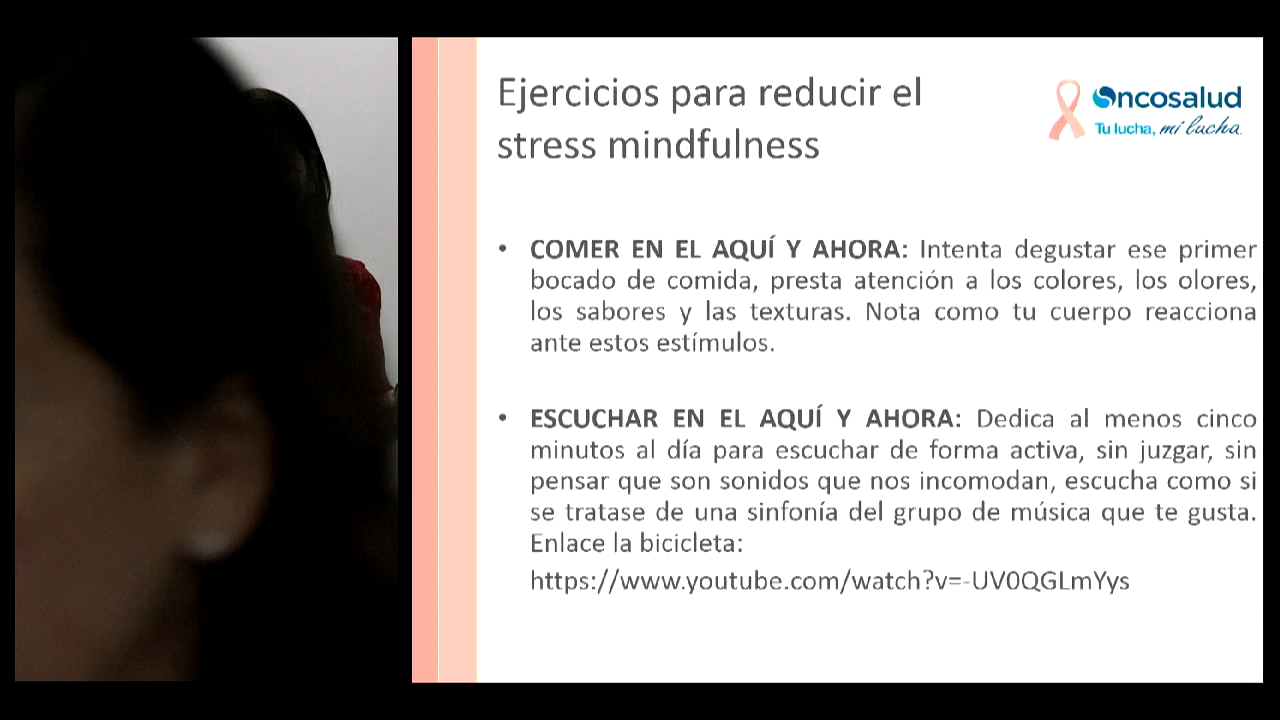 Ejercicios para reducir el
stress mindfulness
Oncosalud
Tu lucha, mi lucha.
• COMER EN EL AQUÍ Y AHORA: Intenta degustar ese primer
bocado de comida, presta atención a los colores, los olores,
los sabores y las texturas. Nota como tu cuerpo reacciona
ante estos estímulos.
• ESCUCHAR EN EL AQUÍ Y AHORA: Dedica al menos cinco
minutos al día para escuchar de forma activa, sin juzgar, sin
pensar que son sonidos que nos incomodan, escucha como si
se tratase de una sinfonía del grupo de música que te gusta.
Enlace la bicicleta:
https://www.youtube.com/watch?v=-UV0QGLmYys